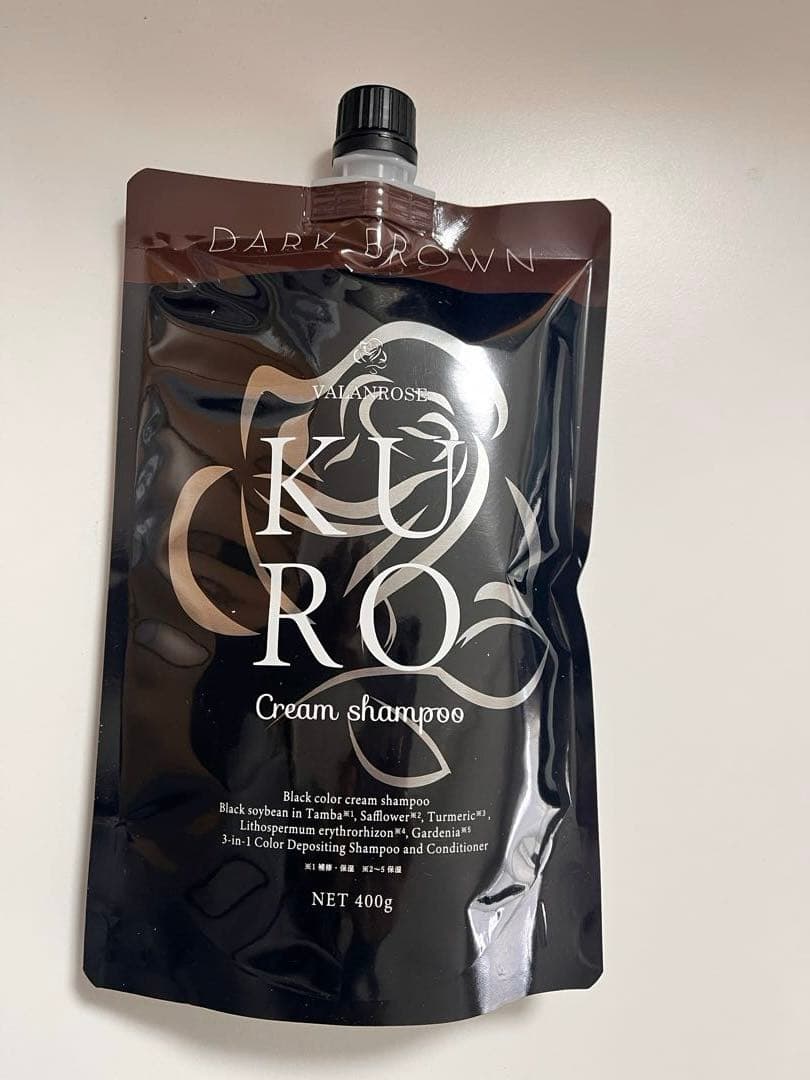 DARK BROWN
VALANROSE
KU
RO
Cream shampoo
Black color cream shampoo
Black soybean in Tamba※1, Safflower※2, Turmeric※3,
Lithospermum erythrorhizon※4, Gardenia※5
3-in-1 Color Depositing Shampoo and Conditioner
※1 補修・保湿 ※2〜5 保湿
NET 400g